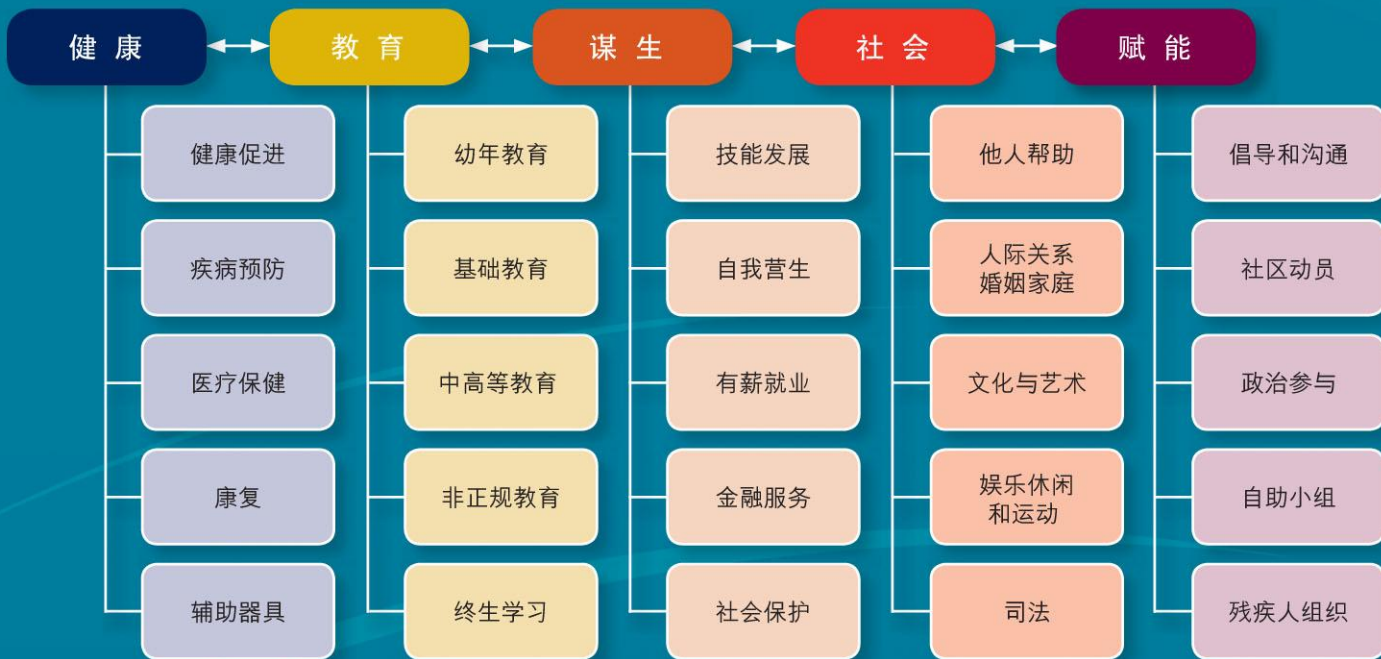 健康
教育
谋生
社会
赋能
健康促进
疾病预防
医疗保健
康复
辅助器具
幼年教育
基础教育
中高等教育
非正规教育
终生学习
技能发展
自我营生
有薪就业
金融服务
社会保护
他人帮助
人际关系
婚姻家庭
文化与艺术
娱乐休闲
和运动
司法
倡导和沟通
社区动员
政治参与
自助小组
残疾人组织